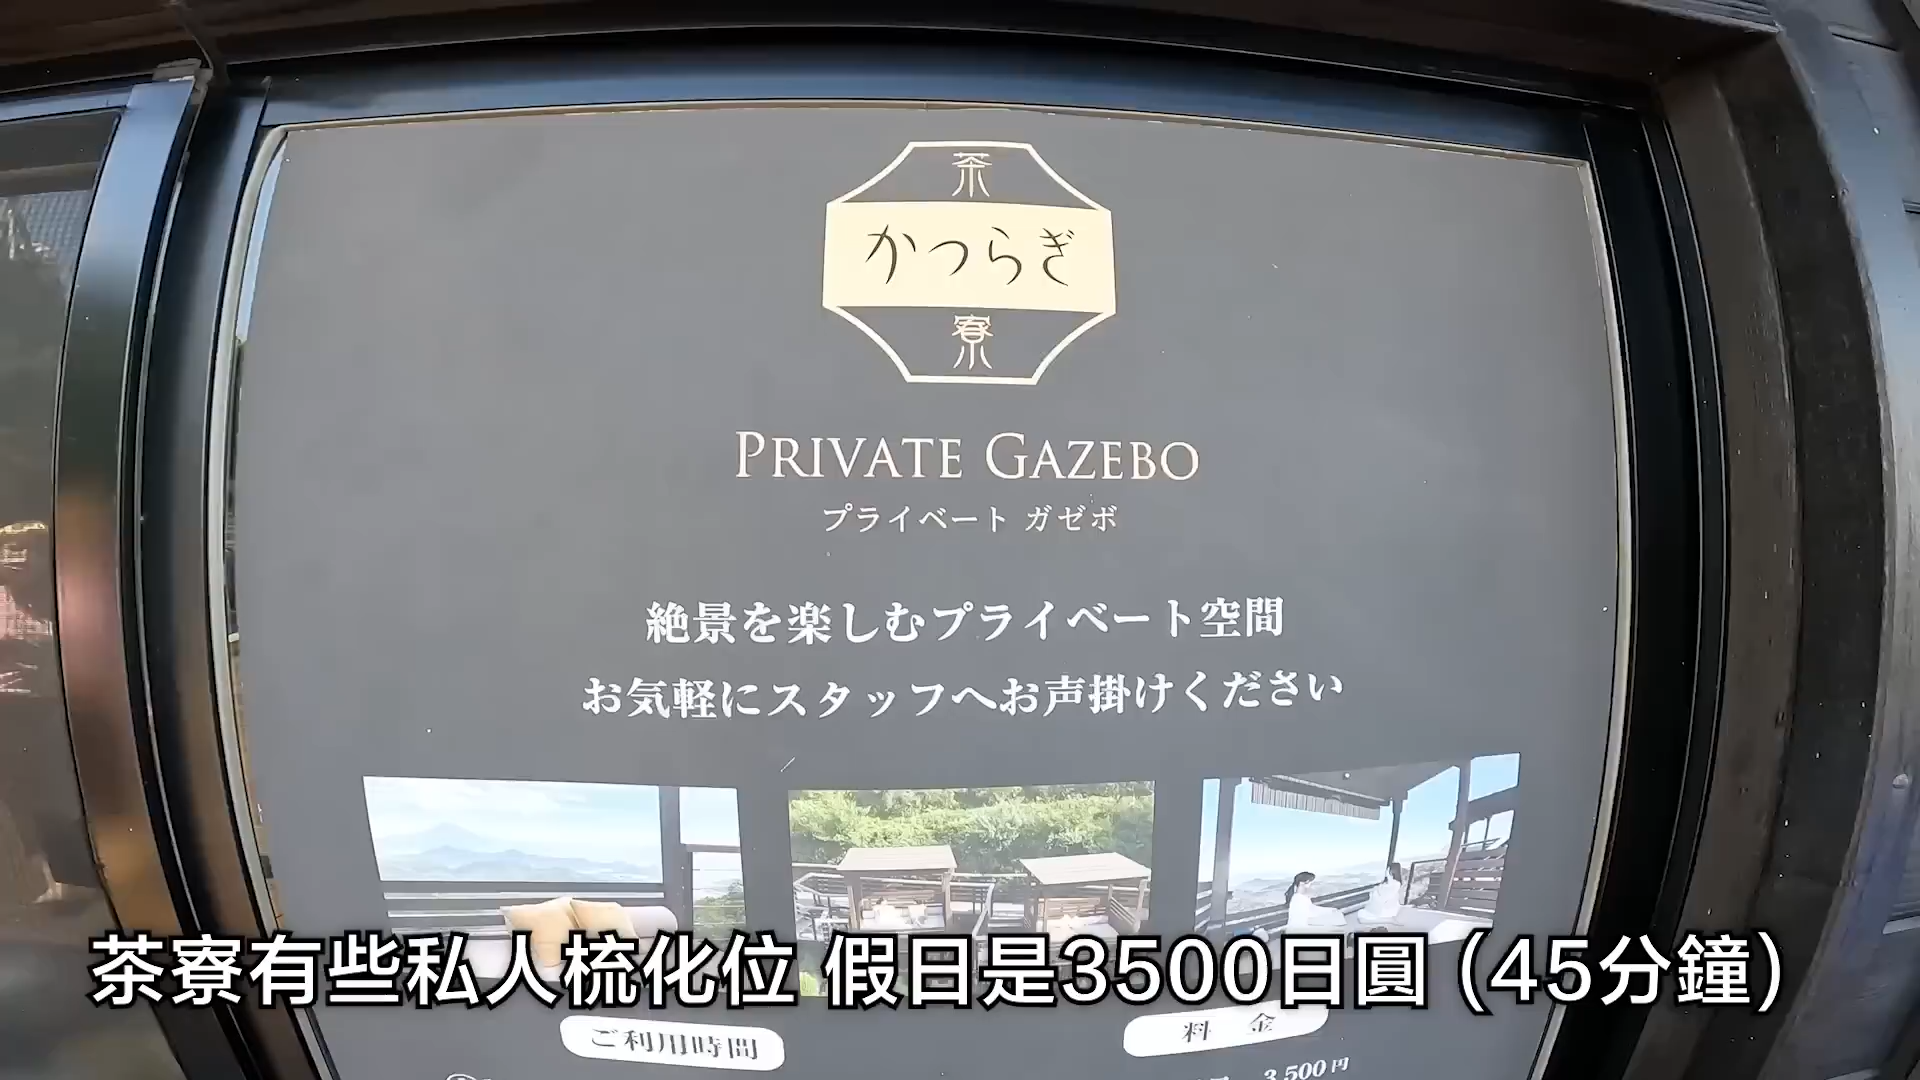 茶
かつらぎ
寮
PRIVATE GAZEBO
プライベート ガゼボ
絶景を楽しむプライベート空間
お気軽にスタッフへお声掛けください
茶寮有些私人梳化位 假日是3500日圓 (45分鐘)
ご利用時間
料 金
3,500円